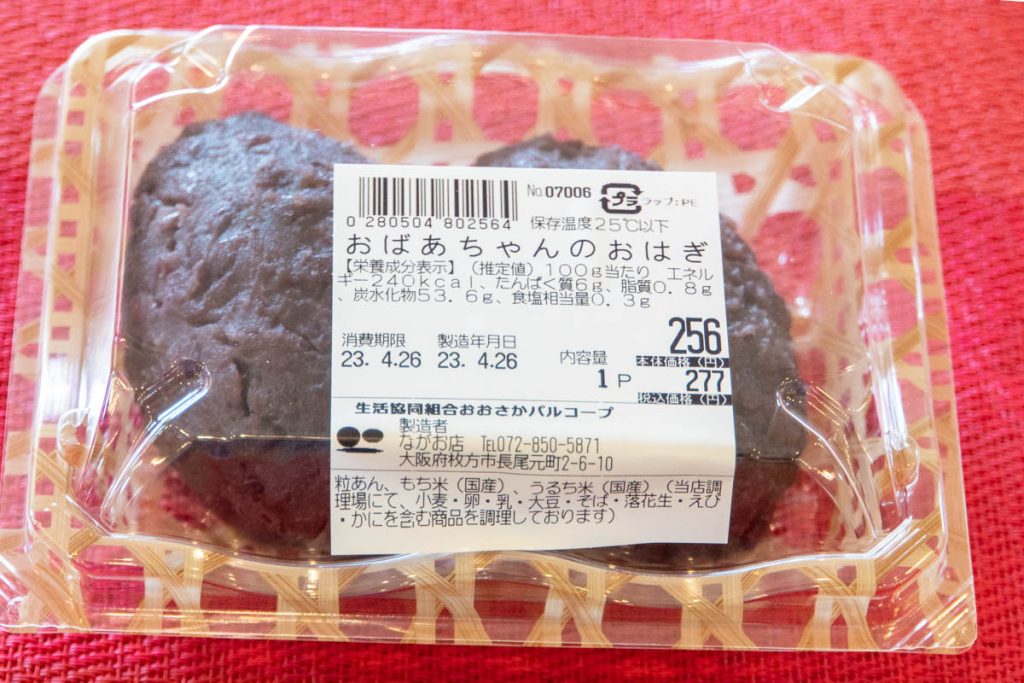 No.07006 プラ ラップ:PE
0 280504 802564 保存温度25℃以下
おばあちゃんのおはぎ
【栄養成分表示】(推定値)100g当たり エネル
ギー240kcal、たんぱく質6g、脂質0.8g
、炭水化物53.6g、食塩相当量0.3g
消費期限 製造年月日
23. 4.26 23. 4.26
内容量
1 P
256
本体価格(円)
277
税込価格(円)
生活協同組合おおさかパルコープ
製造者
ながお店 TEL072-850-5871
大阪府枚方市長尾元町2-6-10
粒あん、もち米(国産)、うるち米(国産)(当店調
理場にて、小麦・卵・乳・大豆・そば・落花生・えび
・かにを含む商品を調理しております)